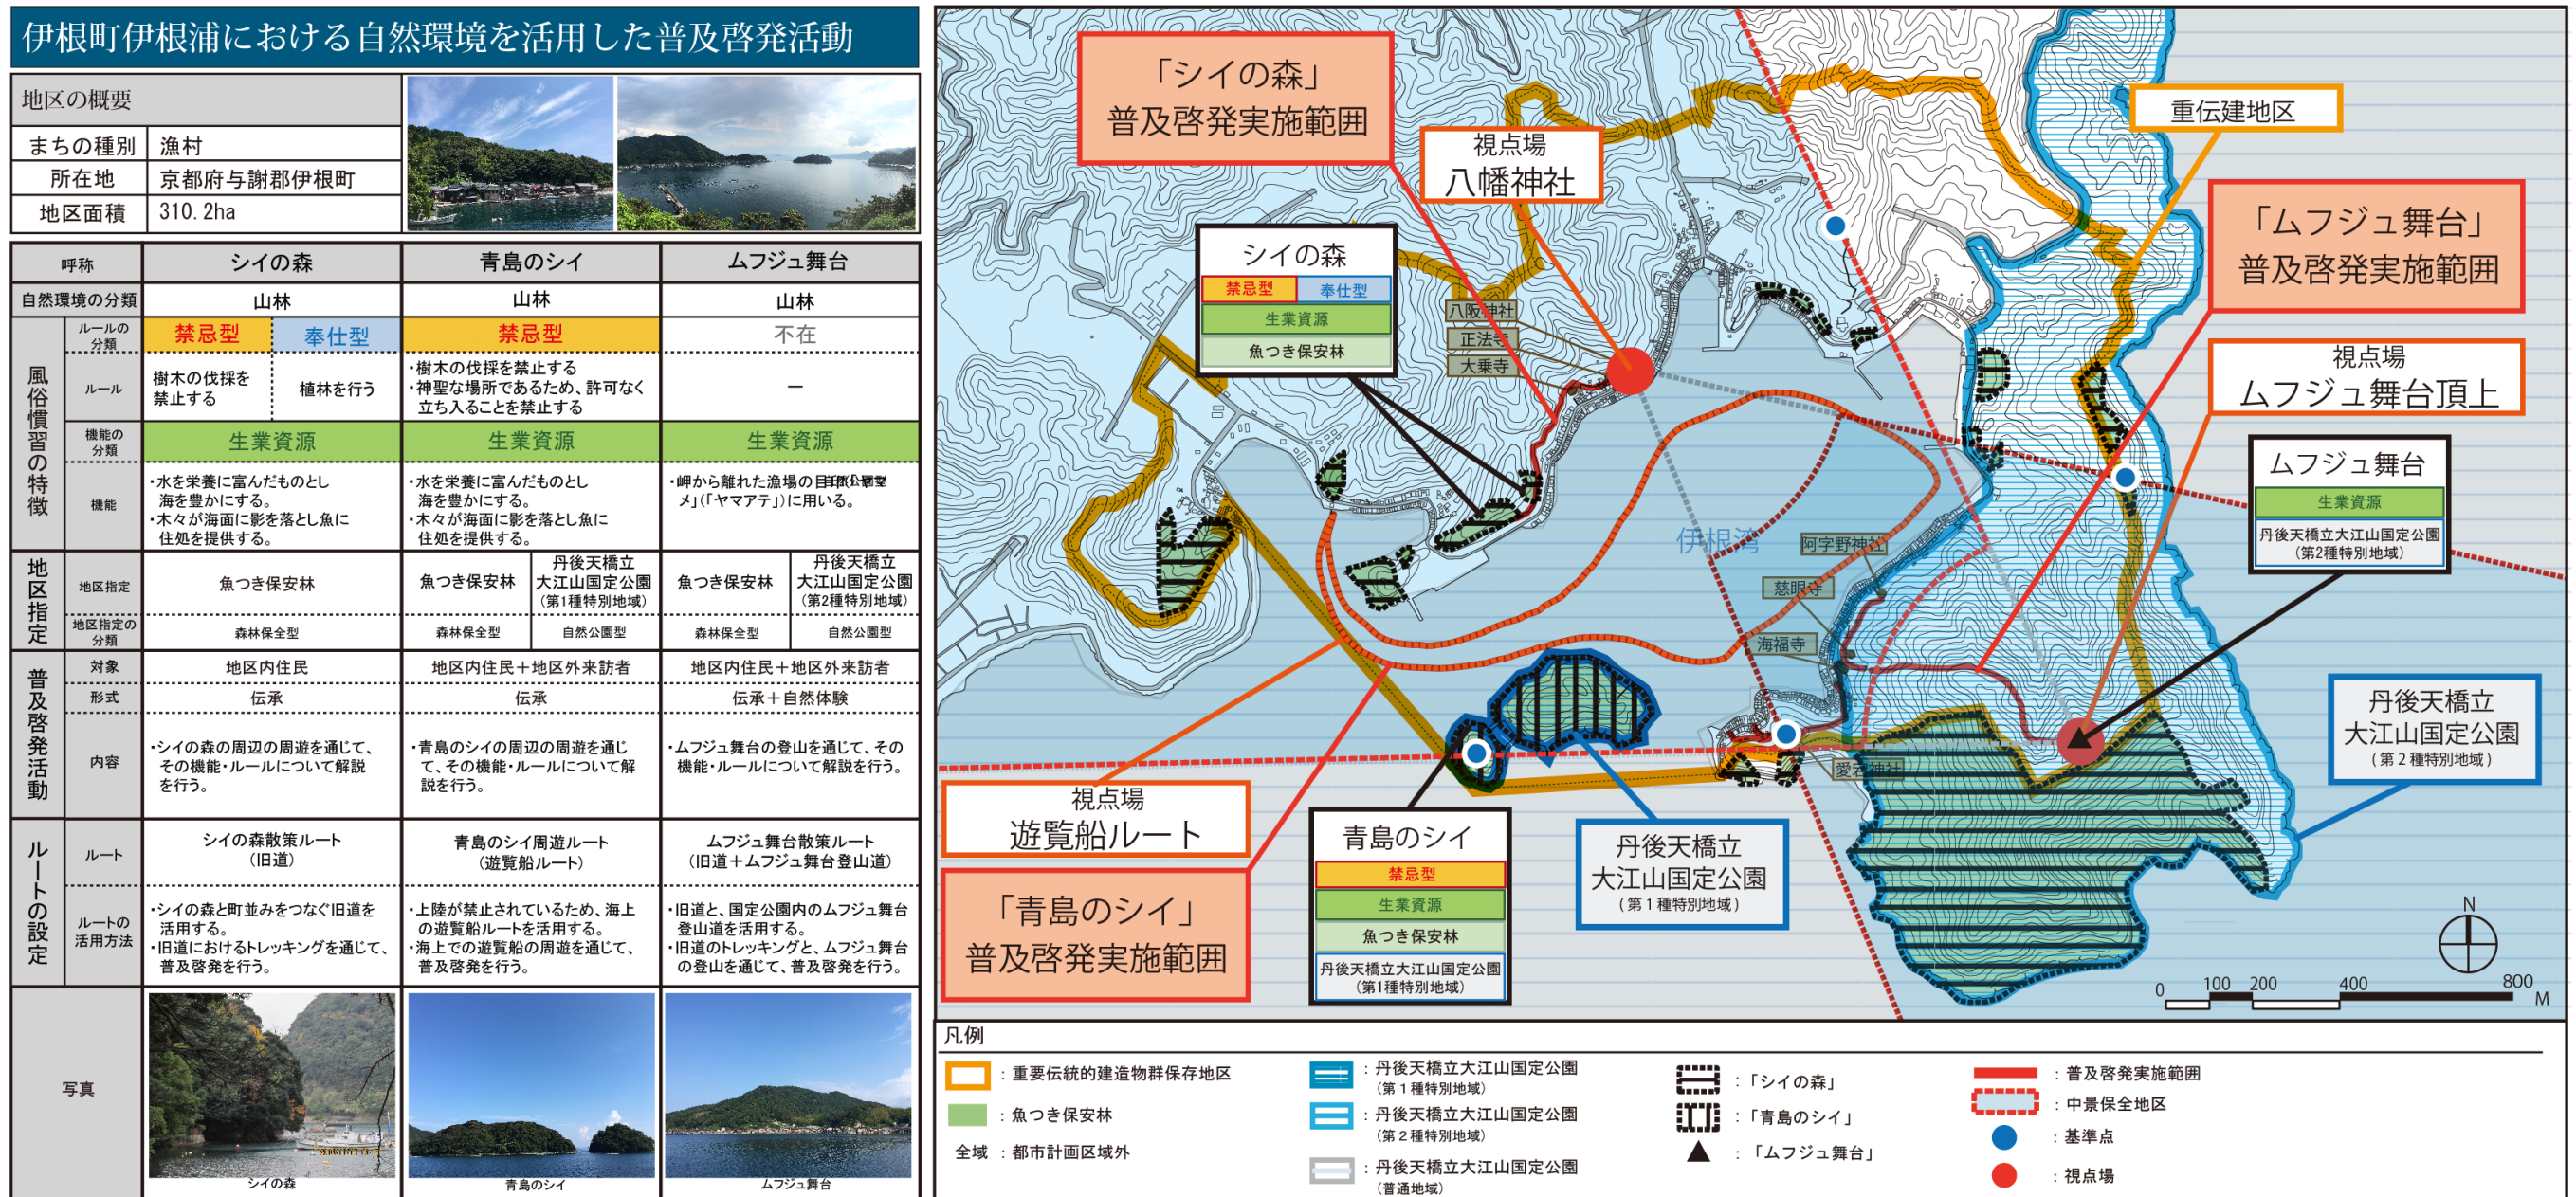 伊根町伊根浦における自然環境を活用した普及啓発活動
地区の概要
まちの種別 漁村
所在地 京都府与謝郡伊根町
地区面積 310.2ha
呼称 シイの森 青島のシイ ムフジュ舞台
自然環境の分類 山林 山林 山林
風俗慣習の特徴
ルールの
分類
禁忌型 奉仕型 禁忌型 不在
ルール
樹木の伐採を
禁止する
植林を行う
・樹木の伐採を禁止する
・神聖な場所であるため、許可なく
立ち入ることを禁止する
ー
機能の
分類
生業資源 生業資源 生業資源
機能
・水を栄養に富んだものとし
海を豊かにする。
・木々が海面に影を落とし魚に
住処を提供する。
・水を栄養に富んだものとし
海を豊かにする。
・木々が海面に影を落とし魚に
住処を提供する。
・岬から離れた漁場の目印(
メ」(「ヤマアテ」)に用いる。
地区指定
地区指定
魚つき保安林
魚つき保安林
丹後天橋立
大江山国定公園
(第1種特別地域)
魚つき保安林
丹後天橋立
大江山国定公園
(第2種特別地域)
地区指定の
分類
森林保全型 森林保全型 自然公園型 森林保全型 自然公園型
普及啓発活動
対象 地区内住民 地区内住民＋地区外来訪者 地区内住民＋地区外来訪者
形式 伝承 伝承 伝承＋自然体験
内容
・シイの森の周辺の周遊を通じて、
その機能・ルールについて解説
を行う。
・青島のシイの周辺の周遊を通じ
て、その機能・ルールについて解
説を行う。
・ムフジュ舞台の登山を通じて、その
機能・ルールについて解説を行う。
ルートの設定
ルート
シイの森散策ルート
(旧道)
青島のシイ周遊ルート
(遊覧船ルート)
ムフジュ舞台散策ルート
(旧道＋ムフジュ舞台登山道)
ルートの
活用方法
・シイの森と町並みをつなぐ旧道を
活用する。
・旧道におけるトレッキングを通じて、
普及啓発を行う。
・上陸が禁止されているため、海上
の遊覧船ルートを活用する。
・海上での遊覧船の周遊を通じて、
普及啓発を行う。
・旧道と、国定公園内のムフジュ舞台
登山道を活用する。
・旧道のトレッキングと、ムフジュ舞台
の登山を通じて、普及啓発を行う。
写真
シイの森
青島のシイ
ムフジュ舞台
「シイの森」
普及啓発実施範囲
視点場
八幡神社
重伝建地区
「ムフジュ舞台」
普及啓発実施範囲
シイの森
禁忌型 奉仕型
生業資源
魚つき保安林
八阪神社
正法寺
大乗寺
視点場
ムフジュ舞台頂上
ムフジュ舞台
生業資源
丹後天橋立大江山国定公園
(第2種特別地域)
伊根湾
阿字野神社
慈眼寺
海福寺
愛宕神社
丹後天橋立
大江山国定公園
(第２種特別地域)
視点場
遊覧船ルート
「青島のシイ」
普及啓発実施範囲
青島のシイ
禁忌型
生業資源
魚つき保安林
丹後天橋立大江山国定公園
(第1種特別地域)
丹後天橋立
大江山国定公園
(第１種特別地域)
N
0 100 200 400 800
M
凡例
：重要伝統的建造物群保存地区
：魚つき保安林
全域 ：都市計画区域外
：丹後天橋立大江山国定公園
(第１種特別地域)
：丹後天橋立大江山国定公園
(第２種特別地域)
：丹後天橋立大江山国定公園
(普通地域)
：「シイの森」
：「青島のシイ」
：「ムフジュ舞台」
：普及啓発実施範囲
：中景保全地区
：基準点
：視点場